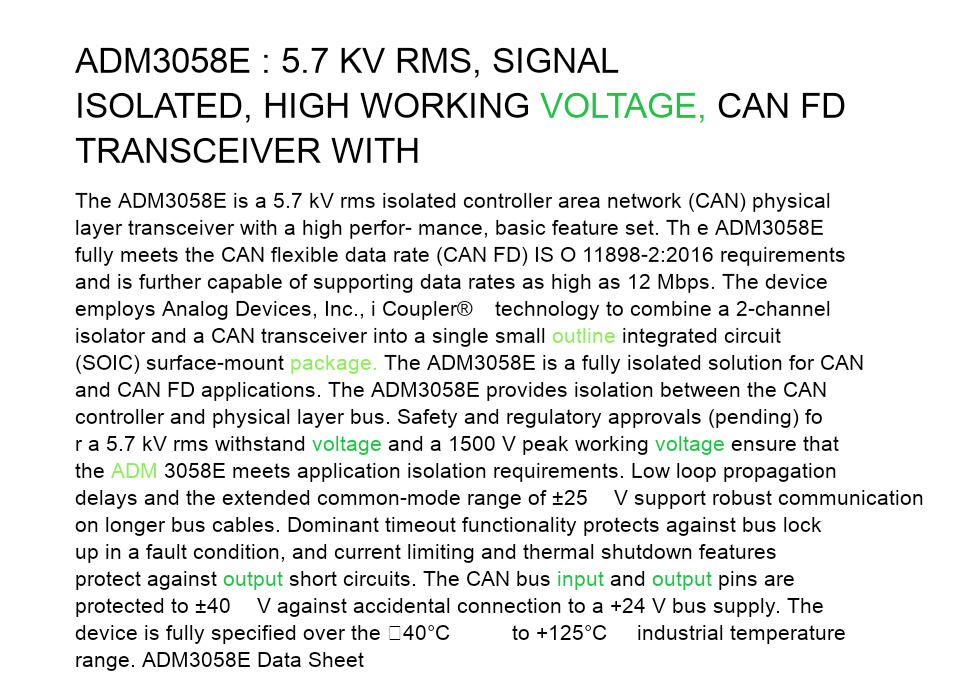 ADM3058E : 5.7 KV RMS, SIGNAL
ISOLATED, HIGH WORKING VOLTAGE, CAN FD
TRANSCEIVER WITH
The ADM3058E is a 5.7 kV rms isolated controller area network (CAN) physical
layer transceiver with a high perfor- mance, basic feature set. Th e ADM3058E
fully meets the CAN flexible data rate (CAN FD) IS O 11898-2:2016 requirements
and is further capable of supporting data rates as high as 12 Mbps. The device
employs Analog Devices, Inc., i Coupler® technology to combine a 2-channel
isolator and a CAN transceiver into a single small outline integrated circuit
(SOIC) surface-mount package. The ADM3058E is a fully isolated solution for CAN
and CAN FD applications. The ADM3058E provides isolation between the CAN
controller and physical layer bus. Safety and regulatory approvals (pending) fo
r a 5.7 kV rms withstand voltage and a 1500 V peak working voltage ensure that
the ADM 3058E meets application isolation requirements. Low loop propagation
delays and the extended common-mode range of ±25 V support robust communication
on longer bus cables. Dominant timeout functionality protects against bus lock
up in a fault condition, and current limiting and thermal shutdown features
protect against output short circuits. The CAN bus input and output pins are
protected to ±40 V against accidental connection to a +24 V bus supply. The
device is fully specified over the □40°C to +125°C industrial temperature
range. ADM3058E Data Sheet